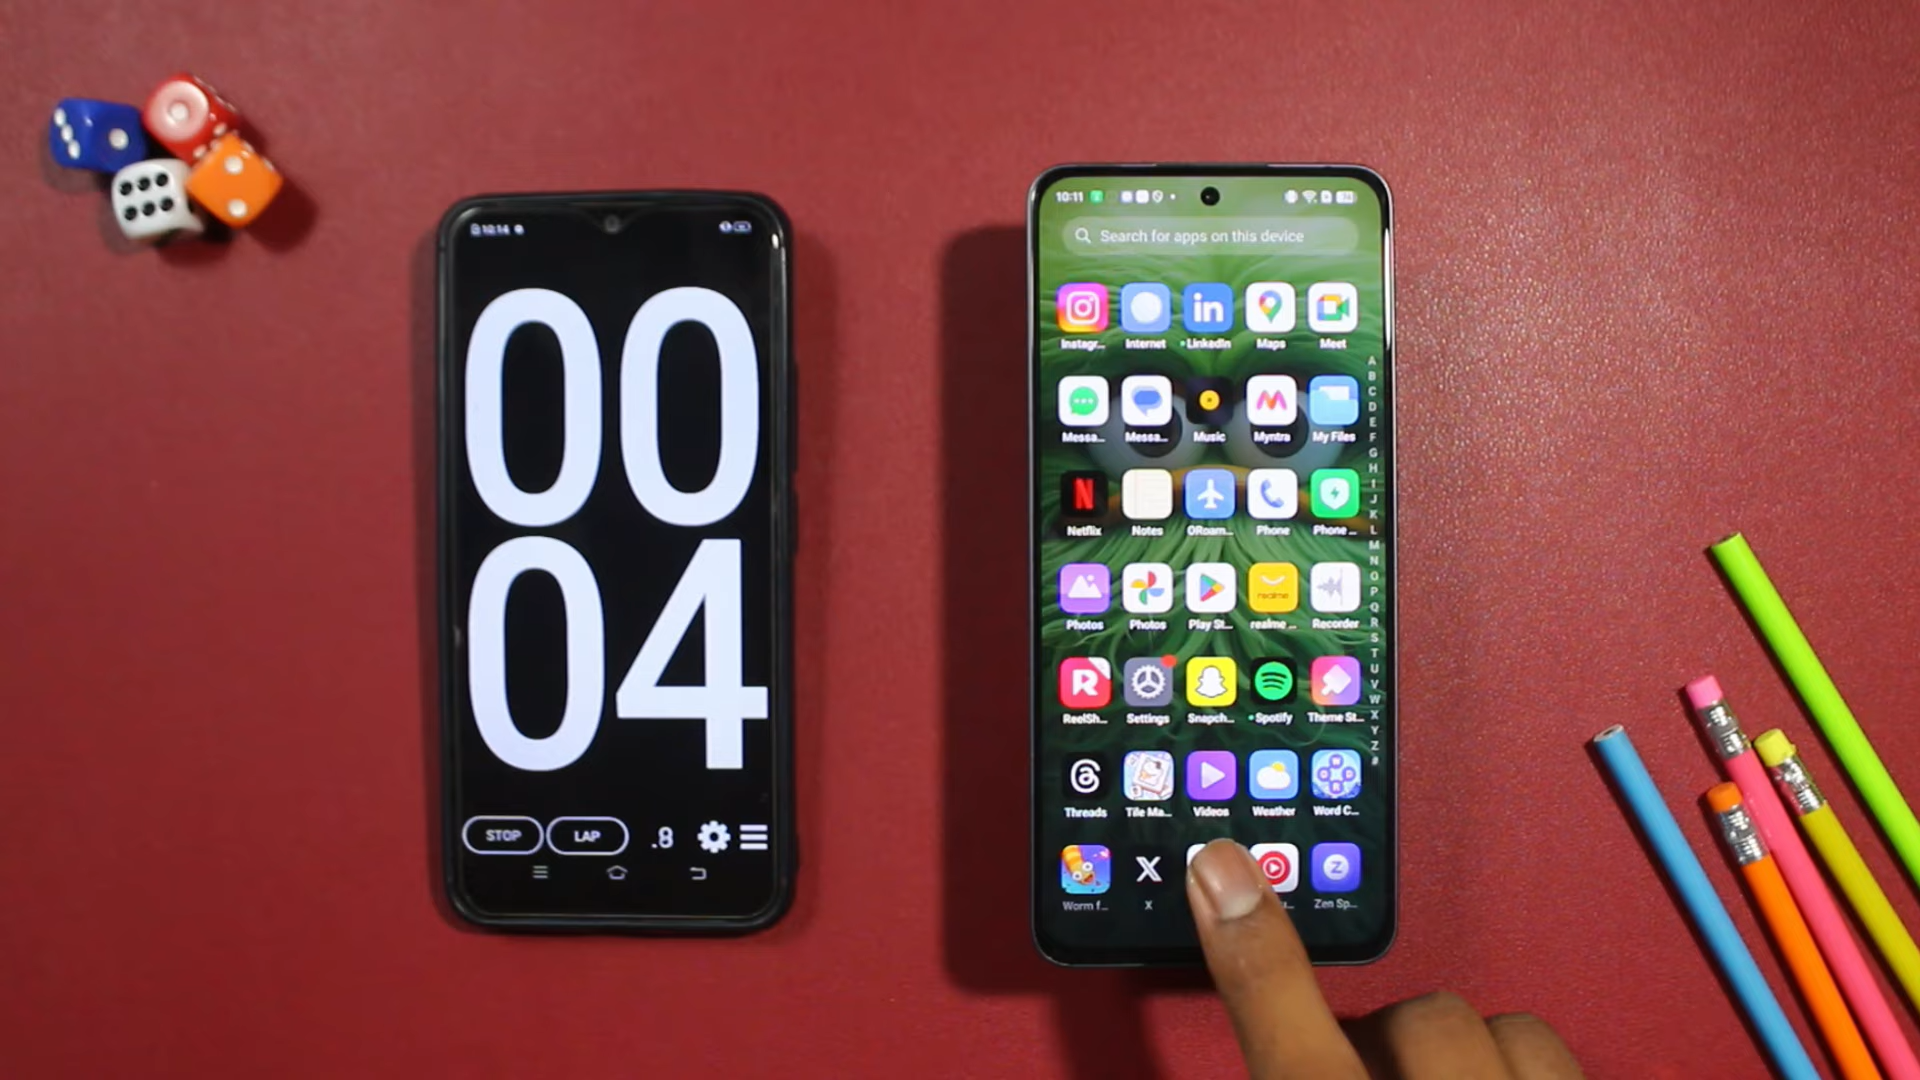 10:14
00
04
STOP LAP .8
10:11
Search for apps on this device
Instagr... Internet LinkedIn Maps Meet
Messa... Messa... Music Myntra My Files
Netflix Notes ORoam... Phone Phone ...
Photos Photos Play St... realme ... Recorder
ReelSh... Settings Snapch... Spotify Theme St...
Threads Tile Ma... Videos Weather Word C...
Worm f... X Zen Sp...
A
B
C
D
E
F
G
H
I
J
K
L
M
N
O
P
Q
R
S
T
U
V
W
X
Y
Z
#